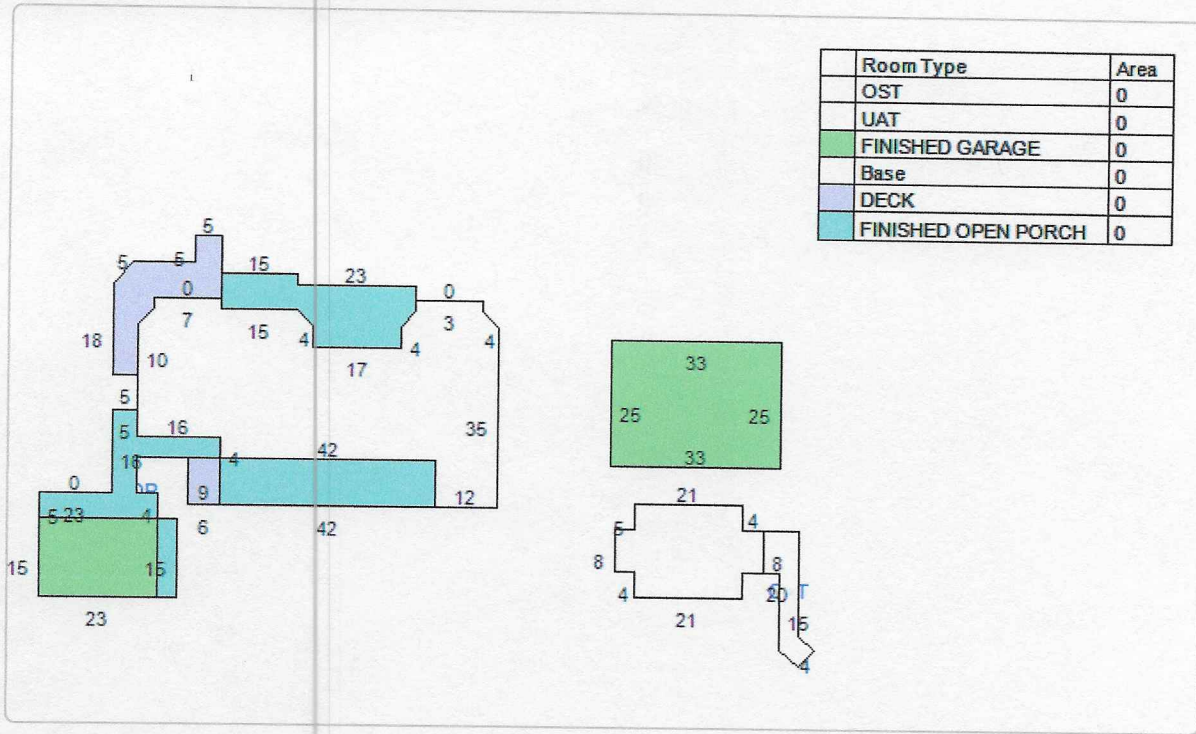 Room Type Area
OST 0
UAT 0
FINISHED GARAGE 0
Base 0
DECK 0
FINISHED OPEN PORCH 0
5
5 5 15 23 0
0
7 15 3
18 4 4 4
10 17
33
5
25 25
5 16 35
42
16 4 33
0
9 12 21
5 23 4 6 42 5 4
15 15 8 8
4 20 T
23 21 15
4